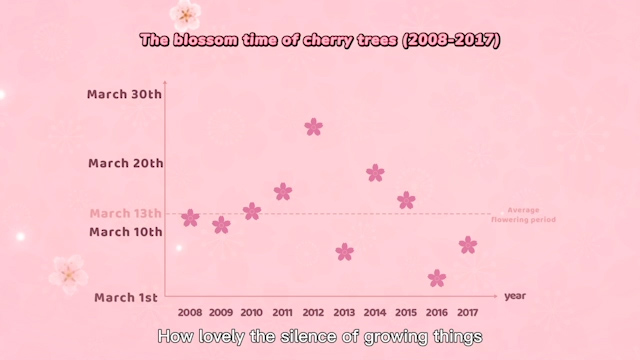 The blossom time of cherry trees (2008-2017)
March 30th
March 20th
March 13th
Average
flowering period
March 10th
March 1st
year
2008 2009 2010 2011 2012 2013 2014 2015 2016 2017
How lovely the silence of growing things